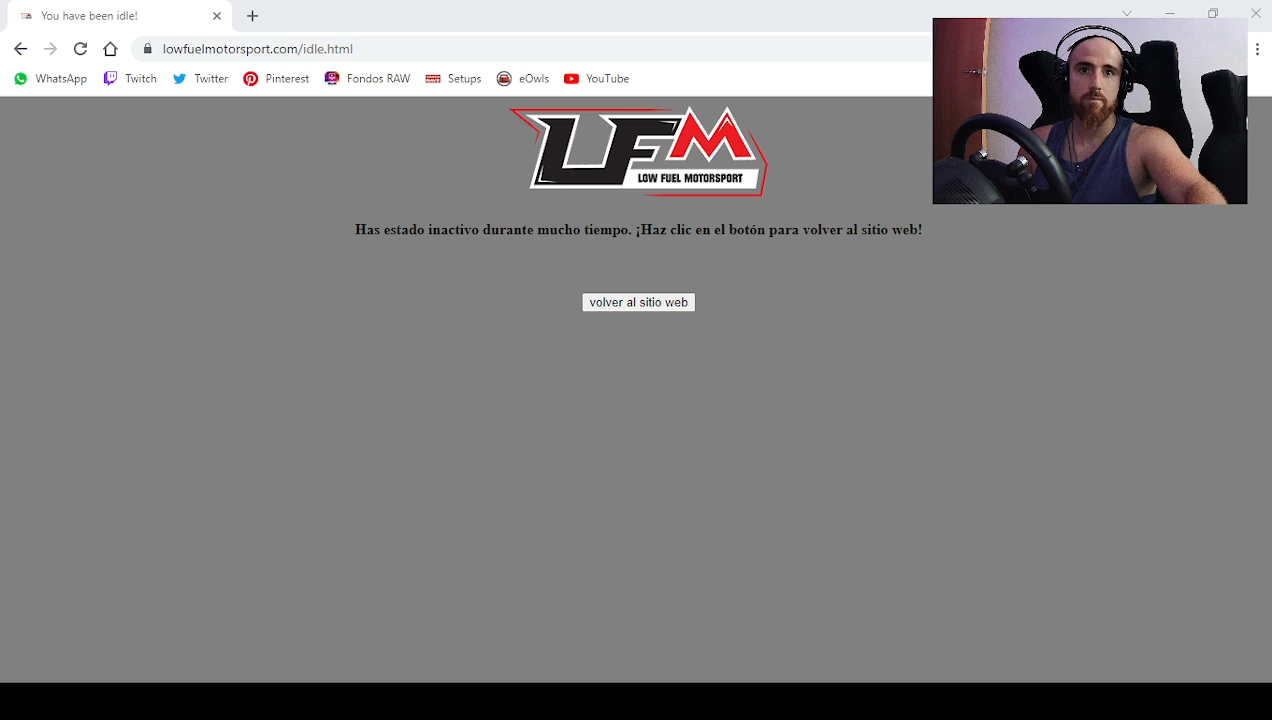 You have been idle!
lowfuelmotorsport.com/idle.html
WhatsApp Twitch Twitter Pinterest Fondos RAW Setups eOwls YouTube
LFM
LOW FUEL MOTORSPORT
Has estado inactivo durante mucho tiempo. ¡Haz clic en el botón para volver al sitio web!
volver al sitio web